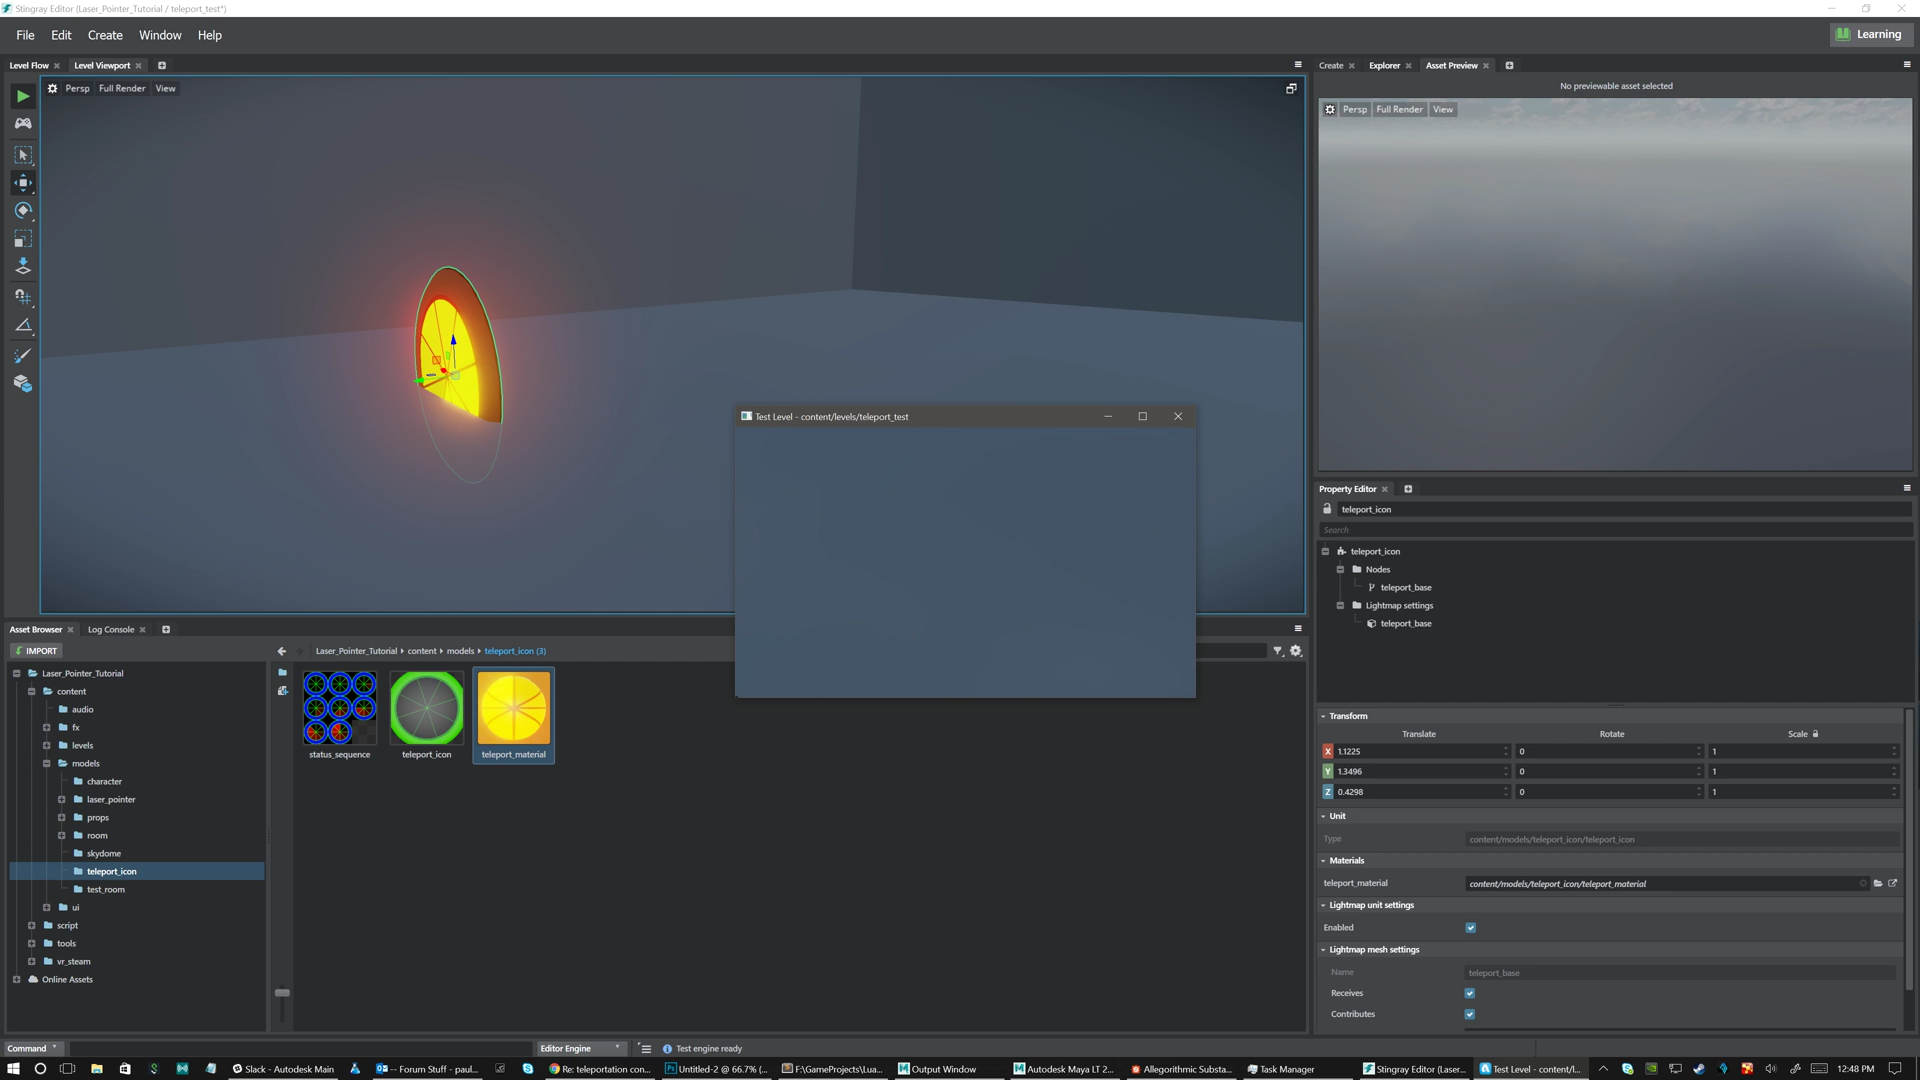 Stingray Editor (Laser_Pointer_Tutorial / teleport_test*)
File Edit Create Window Help
Learning
Level Flow Level Viewport
Persp Full Render View
Create Explorer Asset Preview
No previewable asset selected
Persp Full Render View
Test Level - content/levels/teleport_test
Property Editor
teleport_icon
Search
teleport_icon
Nodes
teleport_base
Lightmap settings
teleport_base
Asset Browser Log Console
IMPORT
Laser_Pointer_Tutorial content models teleport_icon (3)
Laser_Pointer_Tutorial
content
audio
fx
levels
models
character
laser_pointer
props
room
skydome
teleport_icon
test_room
ui
script
tools
vr_steam
Online Assets
status_sequence teleport_icon teleport_material
Transform
Translate Rotate Scale
X 1.1225 0 1
Y 1.3496 0 1
Z 0.4298 0 1
Unit
Type content/models/teleport_icon/teleport_icon
Materials
teleport_material content/models/teleport_icon/teleport_material
Lightmap unit settings
Enabled
Lightmap mesh settings
Name teleport_base
Receives
Contributes
Command Editor Engine Test engine ready
Slack - Autodesk Main -- Forum Stuff - paul... Re: teleportation con... Untitled-2 @ 66.7% (... F:\GameProjects\Lua... Output Window Autodesk Maya LT 2... Allegorithmic Substa... Task Manager Stingray Editor (Laser... Test Level - content/l... 12:48 PM